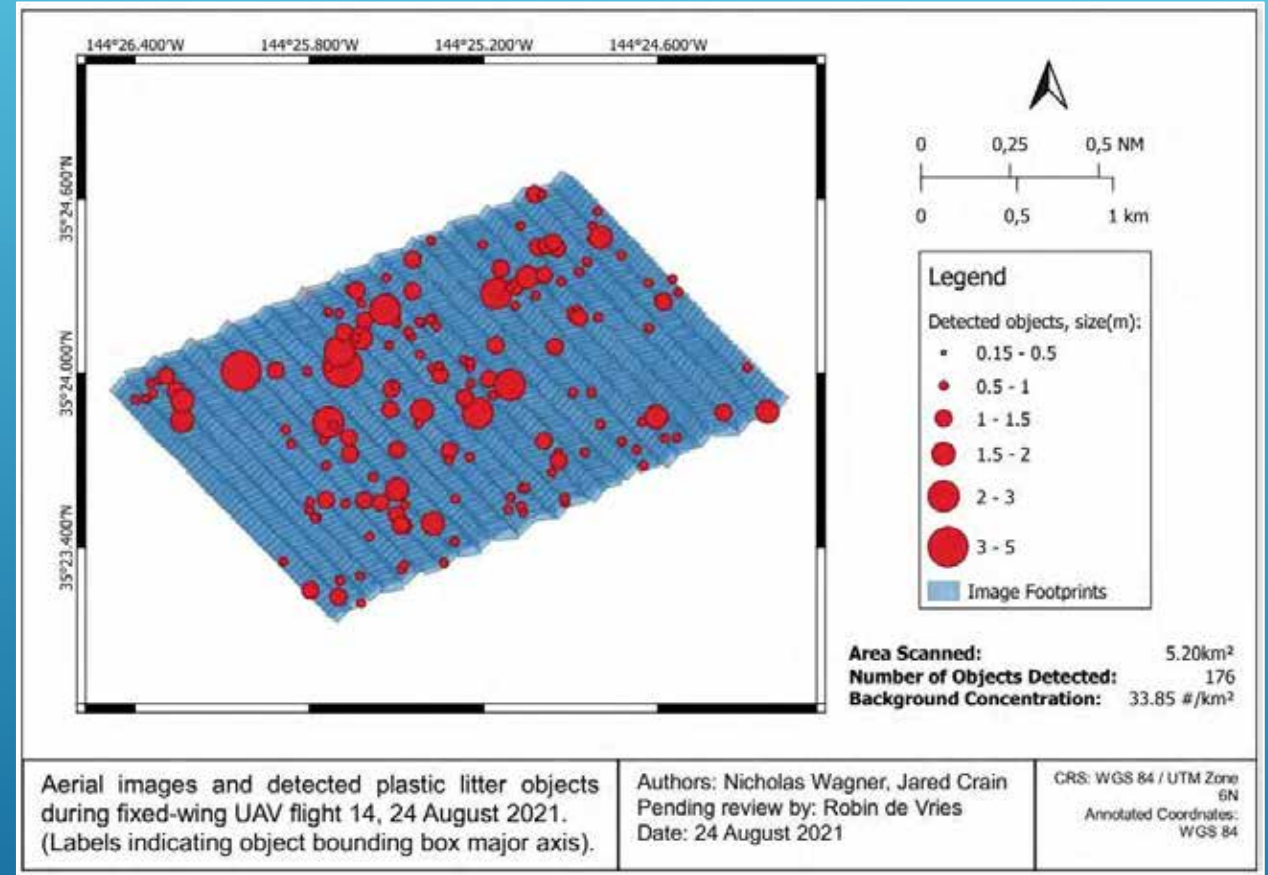 144°26.400'W 144°25.800'W 144°25.200'W 144°24.600'W
35°24.600'N
35°24.000'N
35°23.400'N
0 0,25 0,5 NM
0 0,5 1 km
Legend
Detected objects, size(m):
0.15 - 0.5
0.5 - 1
1 - 1.5
1.5 - 2
2 - 3
3 - 5
Image Footprints
Area Scanned: 5.20km²
Number of Objects Detected: 176
Background Concentration: 33.85 #/km²
Aerial images and detected plastic litter objects
during fixed-wing UAV flight 14, 24 August 2021.
(Labels indicating object bounding box major axis).
Authors: Nicholas Wagner, Jared Crain
Pending review by: Robin de Vries
Date: 24 August 2021
CRS: WGS 84 / UTM Zone
6N
Annotated Coordnates:
WGS 84